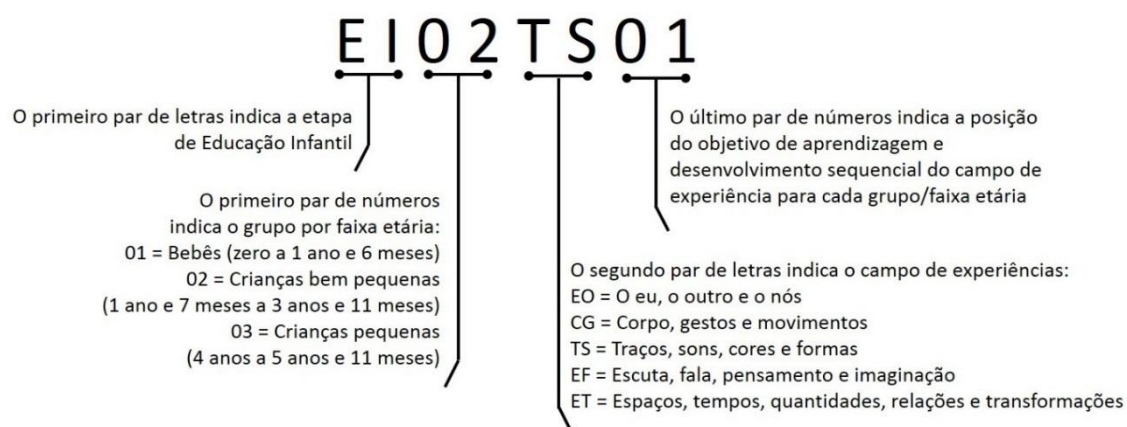 EI02TS01
O primeiro par de letras indica a etapa
de Educação Infantil
O primeiro par de números
indica o grupo por faixa etária:
01 = Bebês (zero a 1 ano e 6 meses)
02 = Crianças bem pequenas
(1 ano e 7 meses a 3 anos e 11 meses)
03 = Crianças pequenas
(4 anos a 5 anos e 11 meses)
O último par de números indica a posição
do objetivo de aprendizagem e
desenvolvimento sequencial do campo de
experiência para cada grupo/faixa etária
O segundo par de letras indica o campo de experiências:
EO = O eu, o outro e o nós
CG = Corpo, gestos e movimentos
TS = Traços, sons, cores e formas
EF = Escuta, fala, pensamento e imaginação
ET = Espaços, tempos, quantidades, relações e transformações